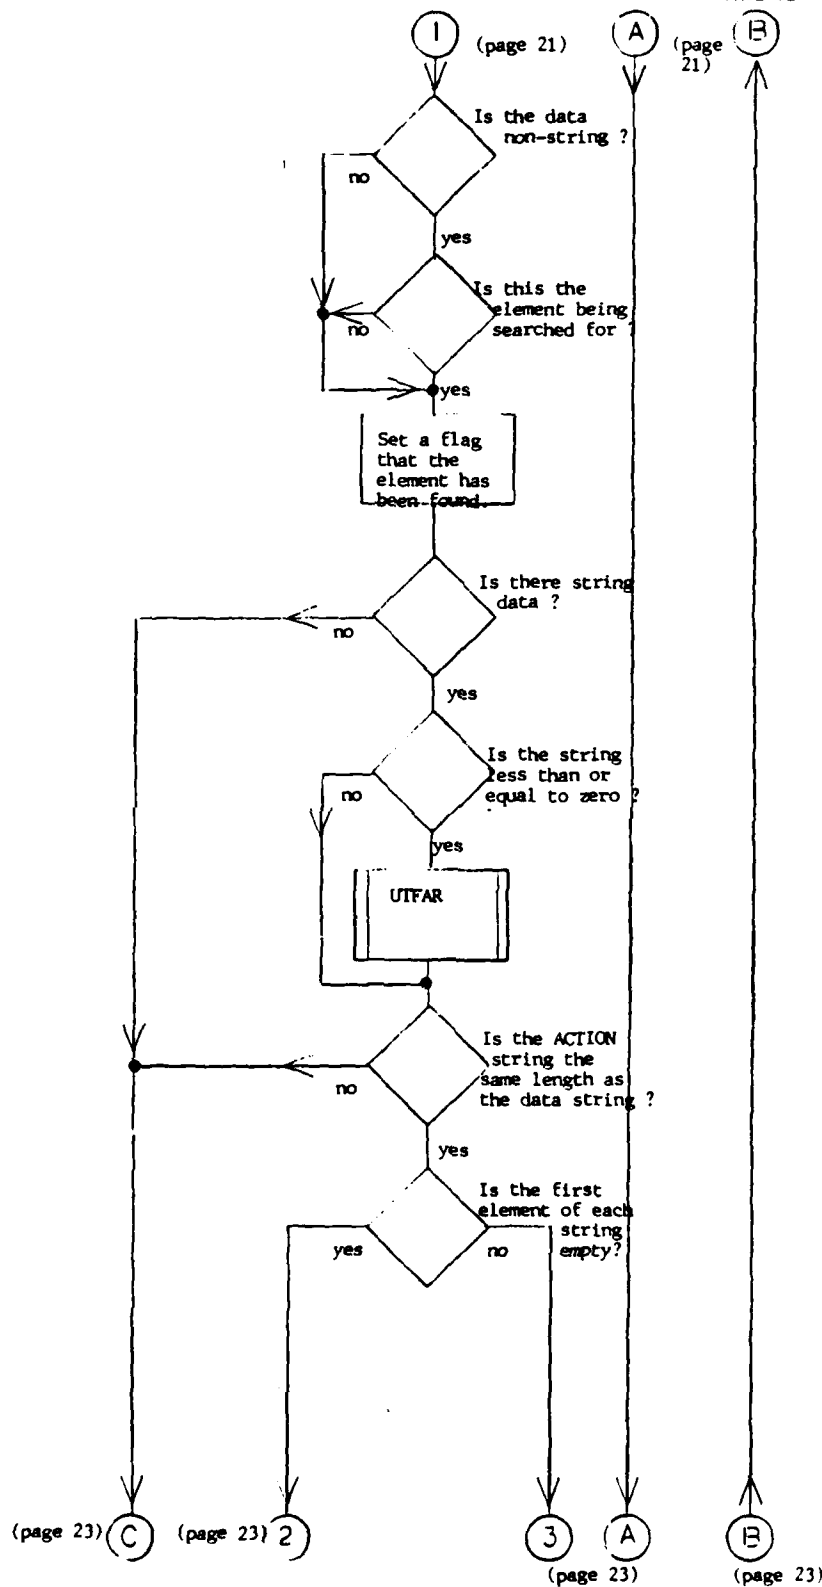 1 (page 21) A (page 21) B
Is the data
non-string ?
no
yes
Is this the
element being
searched for ?
no
yes
Set a flag
that the
element has
been found.
Is there string
data ?
no
yes
Is the string
less than or
equal to zero ?
no
yes
UTFAR
Is the ACTION
string the
same length as
the data string ?
no
yes
Is the first
element of each
string
empty?
yes
no
(page 23) C (page 23) 2 3 A B
(page 23) (page 23)